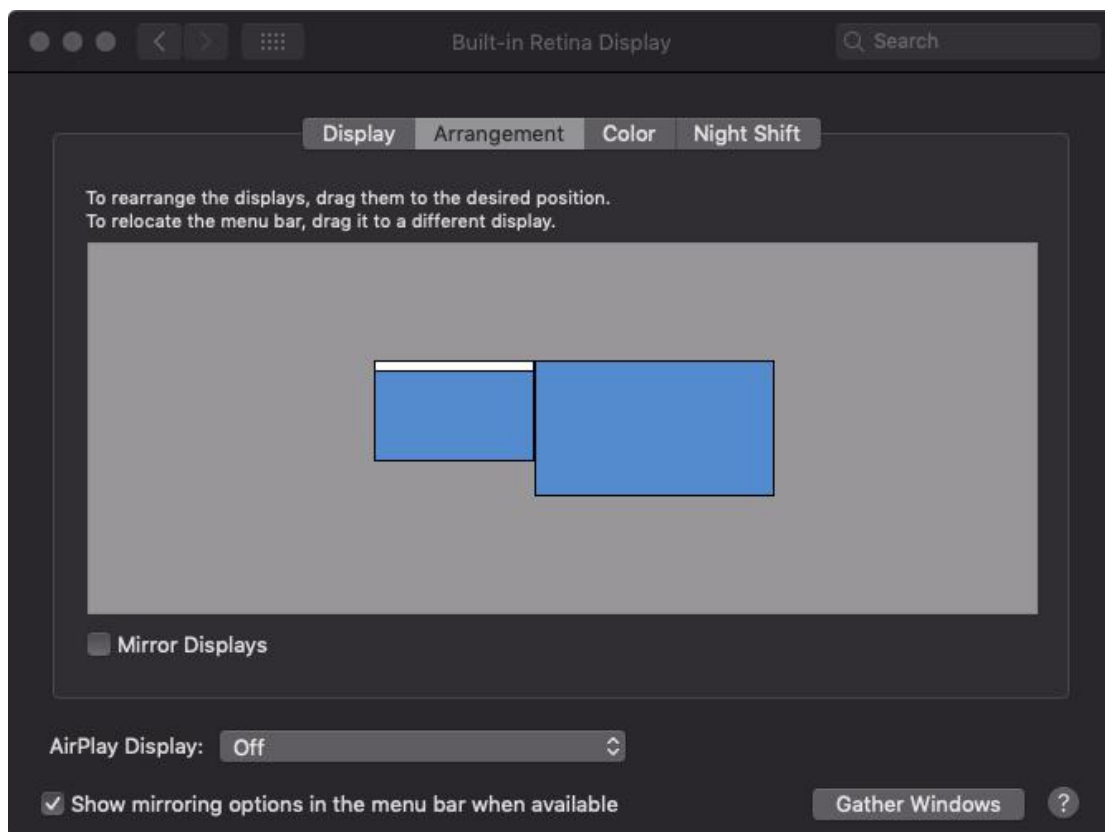 Built-in Retina Display
Search
Display Arrangement Color Night Shift
To rearrange the displays, drag them to the desired position.
To relocate the menu bar, drag it to a different display.
Mirror Displays
AirPlay Display: Off
Show mirroring options in the menu bar when available
Gather Windows ?